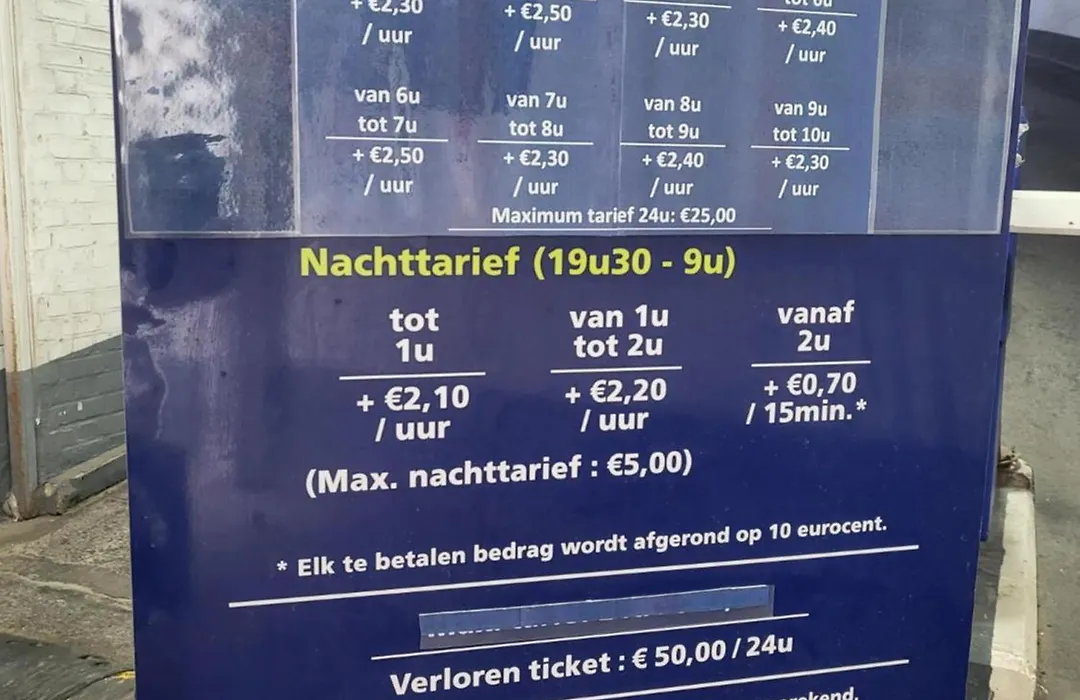 + €2,30 + €2,50 + €2,30 + €2,40
/ uur / uur / uur / uur
van 6u van 7u van 8u van 9u
tot 7u tot 8u tot 9u tot 10u
+ €2,50 + €2,30 + €2,40 + €2,30
/ uur / uur / uur / uur
Maximum tarief 24u: €25,00
Nachttarief (19u30 - 9u)
tot van 1u vanaf
1u tot 2u 2u
+ €2,10 + €2,20 + €0,70
/ uur / uur / 15min.*
(Max. nachttarief : €5,00)
* Elk te betalen bedrag wordt afgerond op 10 eurocent.
Verloren ticket : € 50,00 / 24u